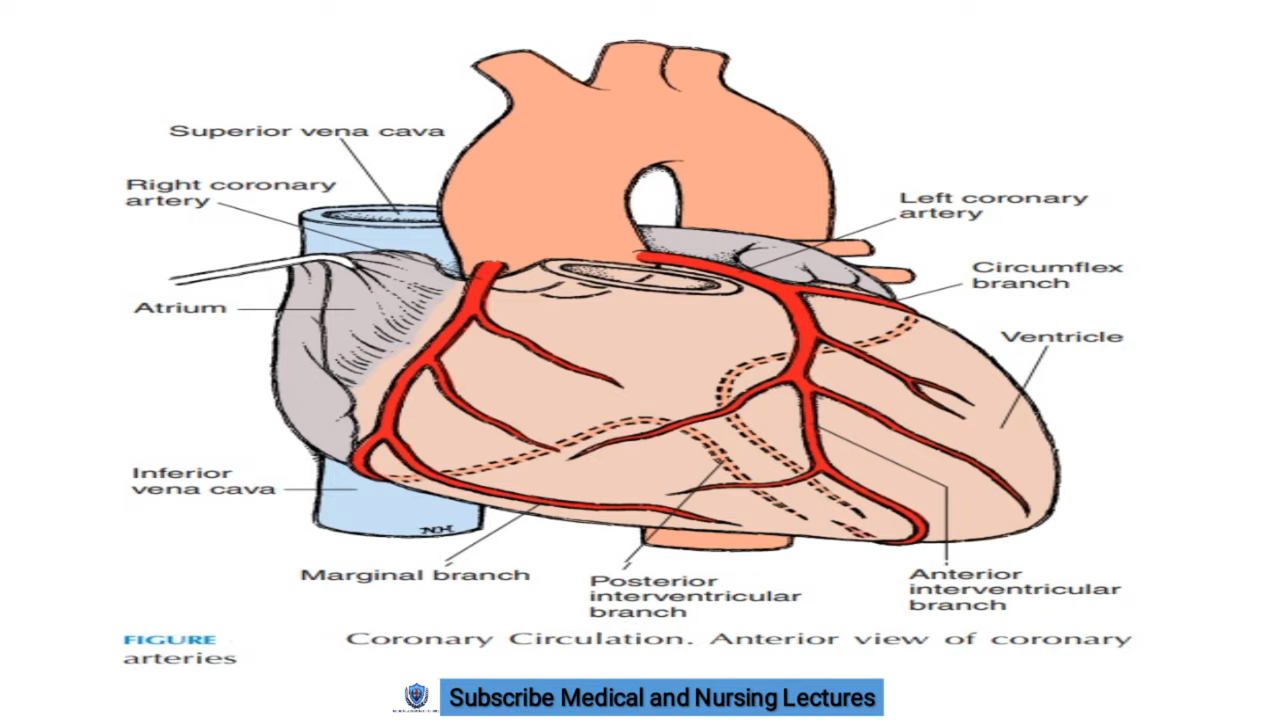 Superior vena cava
Right coronary
artery
Left coronary
artery
Circumflex
branch
Atrium
Ventricle
Inferior
vena cava
NH
Marginal branch
Posterior
interventricular
branch
Anterior
interventricular
branch
FIGURE Coronary Circulation. Anterior view of coronary
arteries
Subscribe Medical and Nursing Lectures